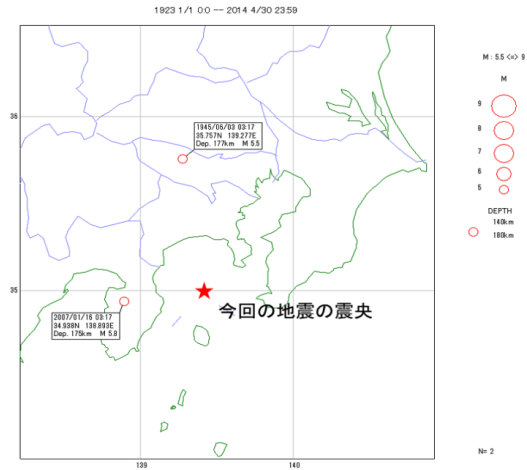 1923 1/1 0:0 -- 2014 4/30 23:59
M : 5.5 <=> 9
M
9
8
7
6
5
DEPTH
140km
180km
36
1945/06/03 03:17
35.757N 139.277E
Dep. 177km M 5.5
35
今回の地震の震央
2007/01/16 03:17
34.938N 138.893E
Dep. 175km M 5.8
139
140
N= 2